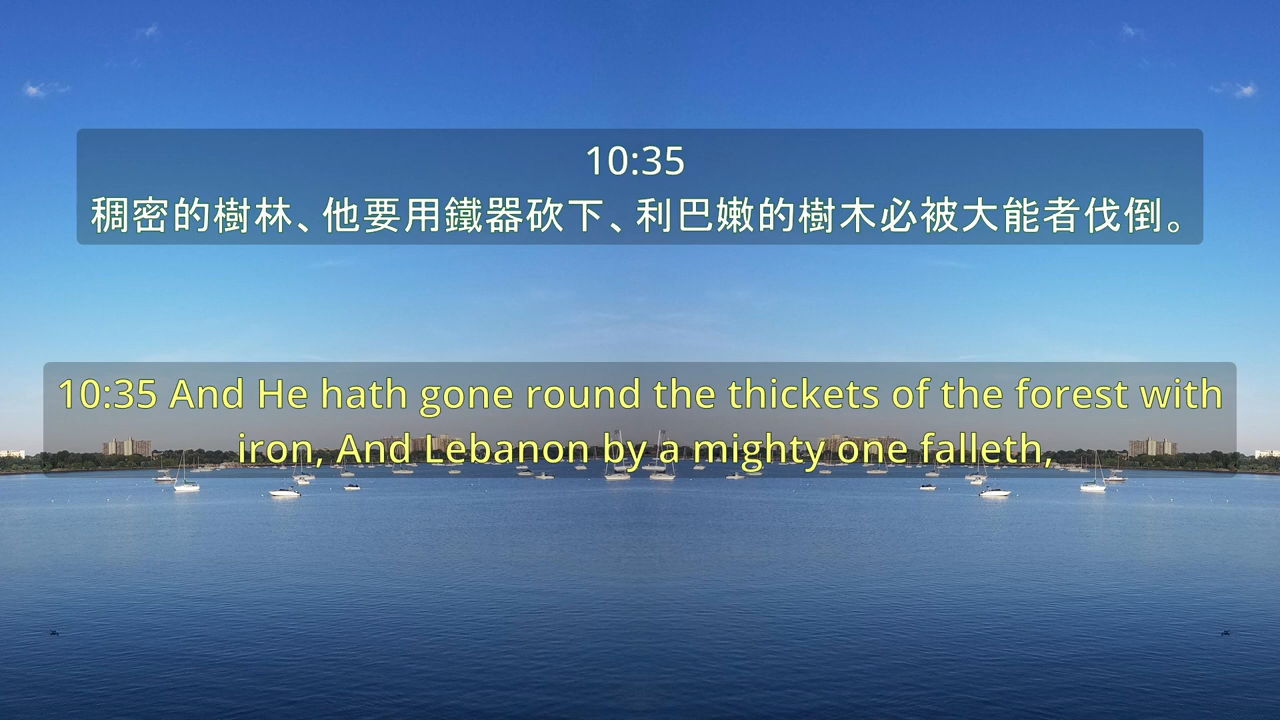 10:35
稠密的樹林、他要用鐵器砍下、利巴嫩的樹木必被大能者伐倒。
10:35 And He hath gone round the thickets of the forest with
iron, And Lebanon by a mighty one falleth,